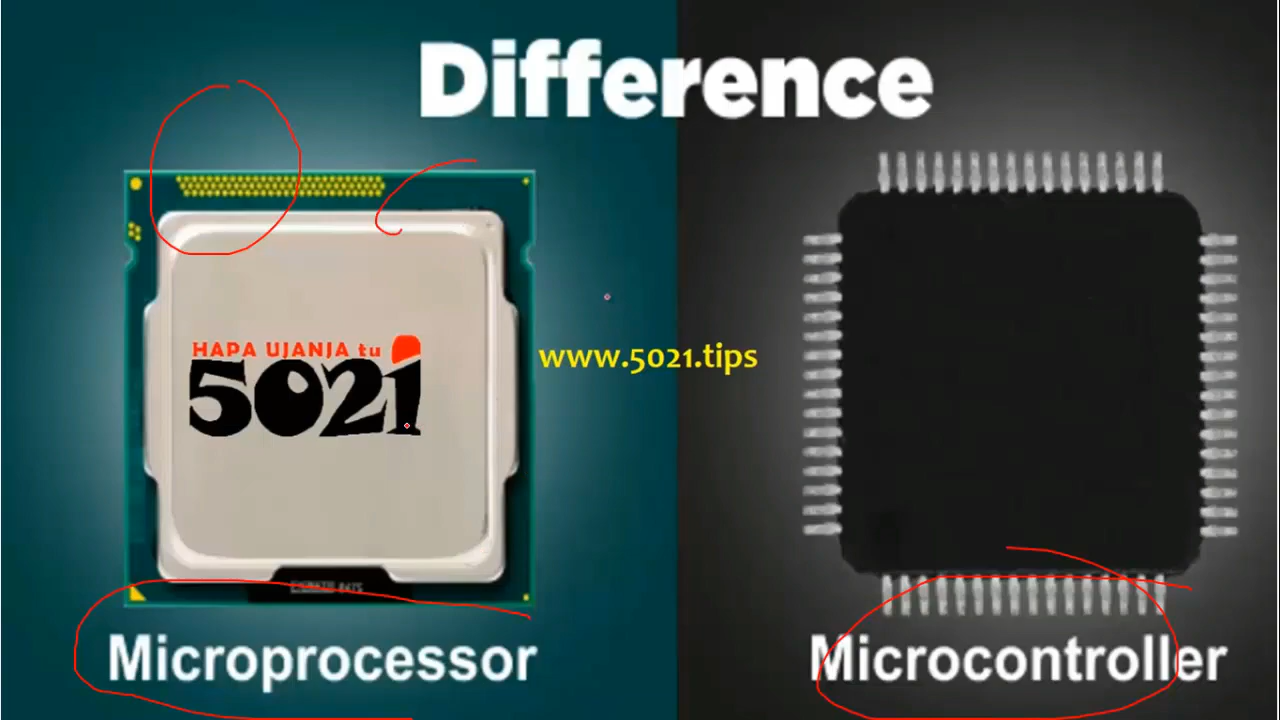 Difference
HAPA UJANJA tu
5021
www.5021.tips
Microprocessor
Microcontroller